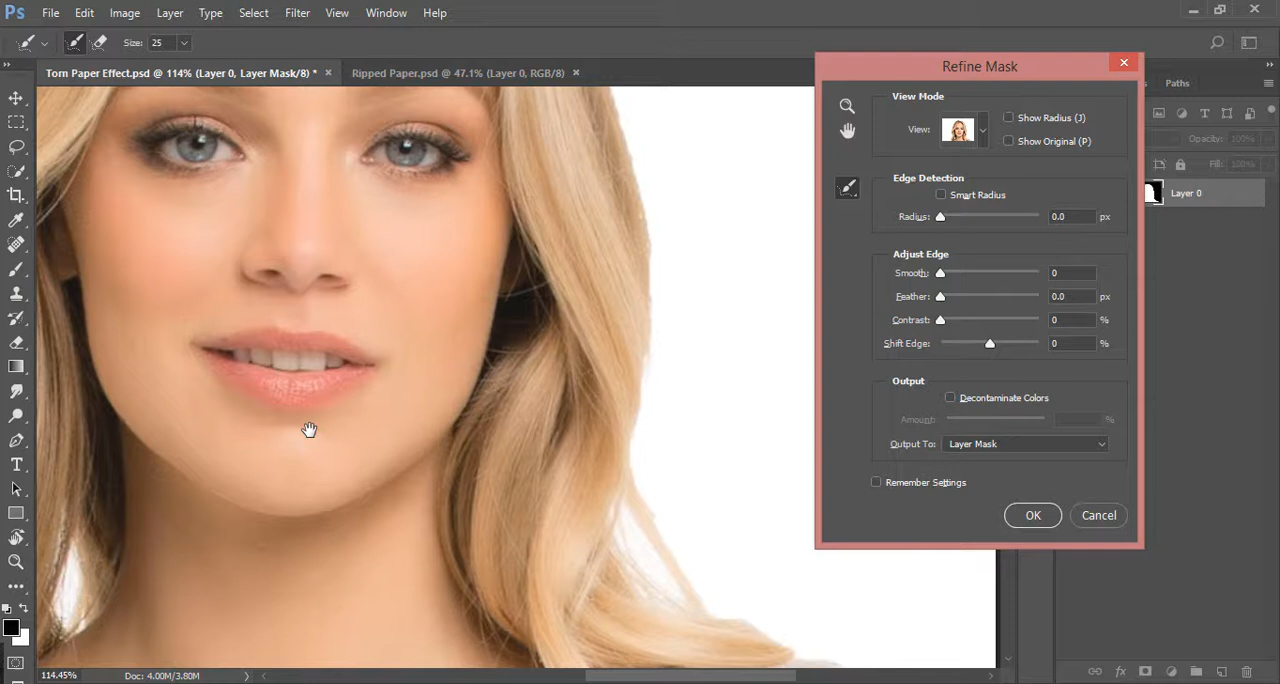 Ps File Edit Image Layer Type Select Filter View Window Help
Size: 25
Torn Paper Effect.psd @ 114% (Layer 0, Layer Mask/8) * × Ripped Paper.psd @ 47.1% (Layer 0, RGB/8) ×
Paths
Refine Mask
View Mode
View:
Show Radius (J)
Show Original (P)
Edge Detection
Smart Radius
Radius: 0.0 px
Adjust Edge
Smooth: 0
Feather: 0.0 px
Contrast: 0 %
Shift Edge: 0 %
Output
Decontaminate Colors
Amount: %
Output To: Layer Mask
Remember Settings
OK Cancel
Opacity: 100%
Fill: 100%
Layer 0
114.45% Doc: 4.00M/3.80M